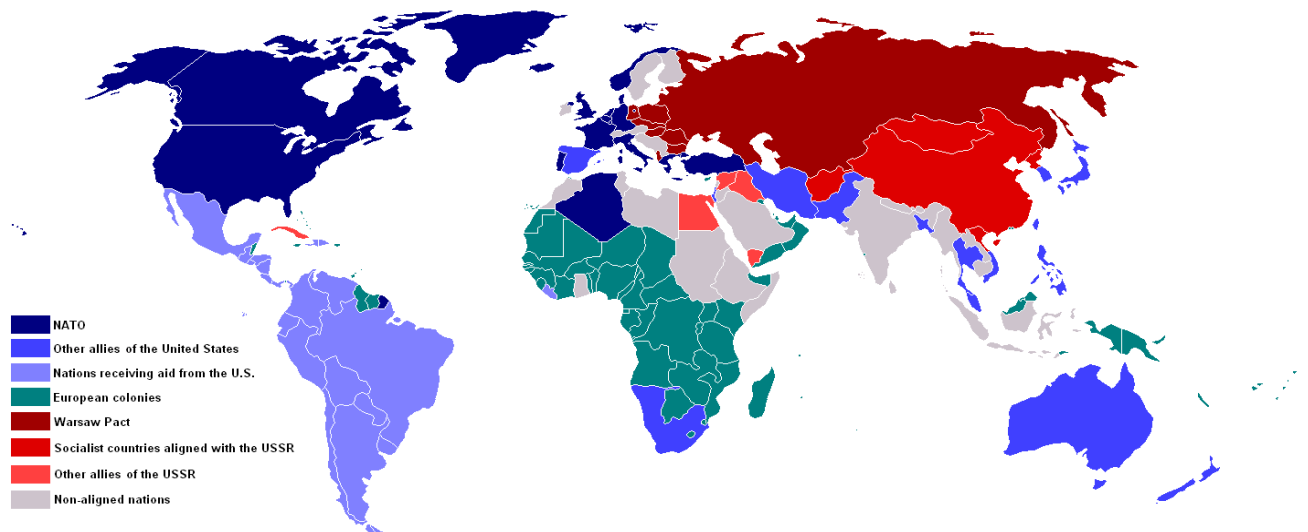 NATO
Other allies of the United States
Nations receiving aid from the U.S.
European colonies
Warsaw Pact
Socialist countries aligned with the USSR
Other allies of the USSR
Non-aligned nations